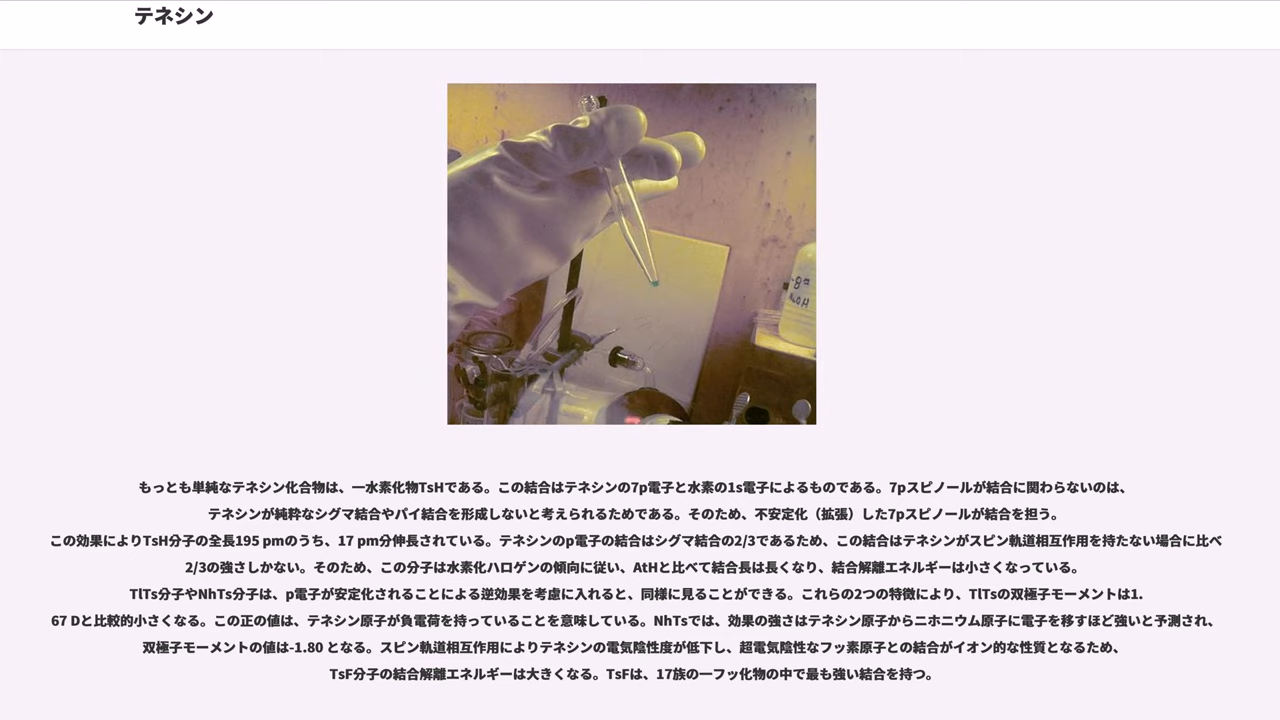 テネシン
もっとも単純なテネシン化合物は、一水素化物TsHである。この結合はテネシンの7p電子と水素の1s電子によるものである。7pスピノールが結合に関わらないのは、
テネシンが純粋なシグマ結合やパイ結合を形成しないと考えられるためである。そのため、不安定化（拡張）した7pスピノールが結合を担う。
この効果によりTsH分子の全長195 pmのうち、17 pm分伸長されている。テネシンのp電子の結合はシグマ結合の2/3であるため、この結合はテネシンがスピン軌道相互作用を持たない場合に比べ
2/3の強さしかない。そのため、この分子は水素化ハロゲンの傾向に従い、AtHと比べて結合長は長くなり、結合解離エネルギーは小さくなっている。
TlTs分子やNhTs分子は、p電子が安定化されることによる逆効果を考慮に入れると、同様に見ることができる。これらの2つの特徴により、TlTsの双極子モーメントは1.
67 Dと比較的小さくなる。この正の値は、テネシン原子が負電荷を持っていることを意味している。NhTsでは、効果の強さはテネシン原子からニホニウム原子に電子を移すほど強いと予測され、
双極子モーメントの値は-1.80 となる。スピン軌道相互作用によりテネシンの電気陰性度が低下し、超電気陰性なフッ素原子との結合がイオン的な性質となるため、
TsF分子の結合解離エネルギーは大きくなる。TsFは、17族の一フッ化物の中で最も強い結合を持つ。